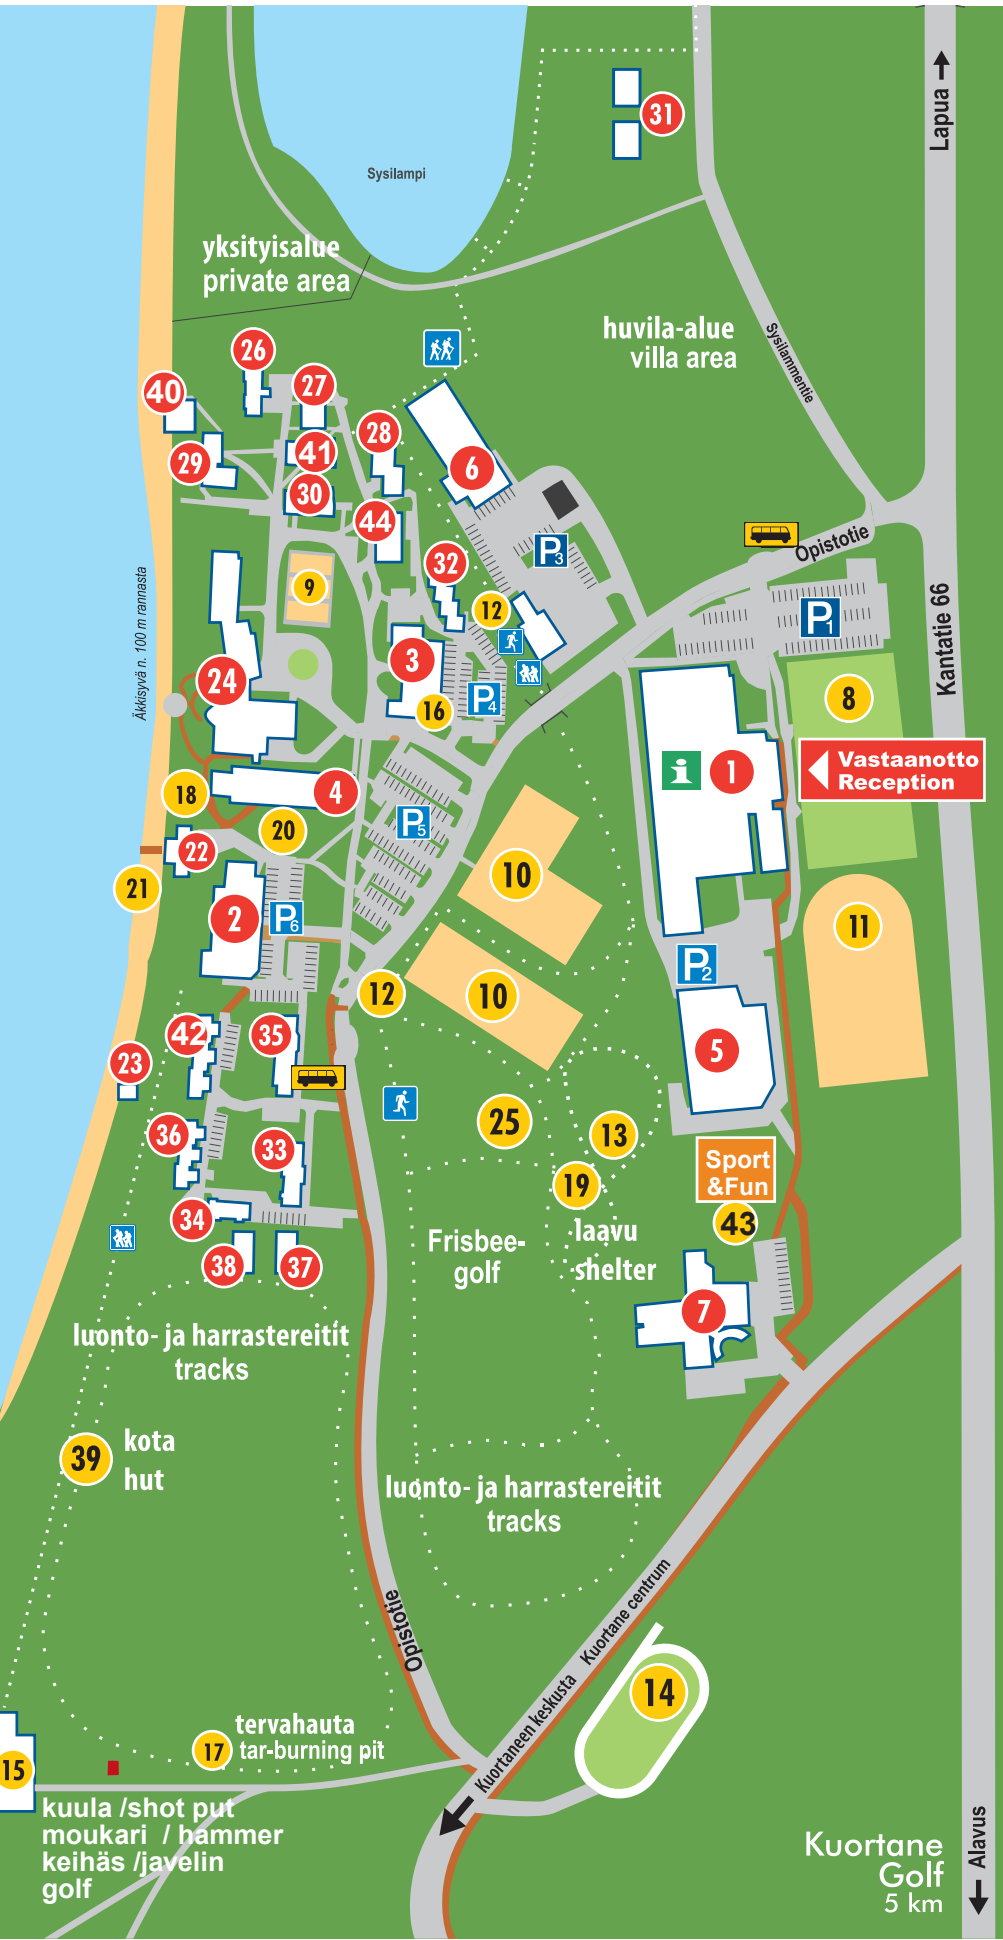 Lapua
31
Sysilampi
yksityisalue
private area
huvila-alue
villa area
Sysilammentie
26
27
40
28
41
29
6
30
44
P3
Opistotie
32
Äkkisyvä n. 100 m rannasta
9
12
P1
Kantatie 66
3
24
8
P4
16
i
1
Vastaanotto
Reception
18
4
20
P5
22
21
10
2
P6
11
P2
12
10
42
35
5
23
25
13
36
33
Sport
&Fun
19
34
43
laavu
shelter
Frisbee-
golf
38
37
7
luonto- ja harrastereitit
tracks
39
kota
hut
luonto- ja harrastereitit
tracks
Opistotie
Kuortaneen keskusta Kuortane centrum
14
tervahauta
17
tar-burning pit
15
kuula /shot put
moukari / hammer
keihäs /javelin
golf
Kuortane
Golf
5 km
Alavus